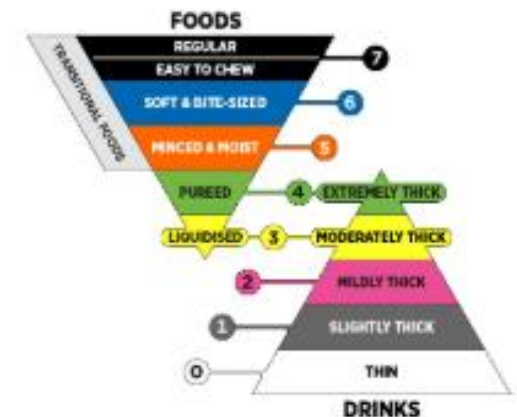 FOODS
REGULAR
EASY TO CHEW
7
TRANSITIONAL FOODS
SOFT & BITE-SIZED
6
MINCED & MOIST
5
PUREED
4
EXTREMELY THICK
LIQUIDISED
3
MODERATELY THICK
2
MILDLY THICK
1
SLIGHTLY THICK
0
THIN
DRINKS